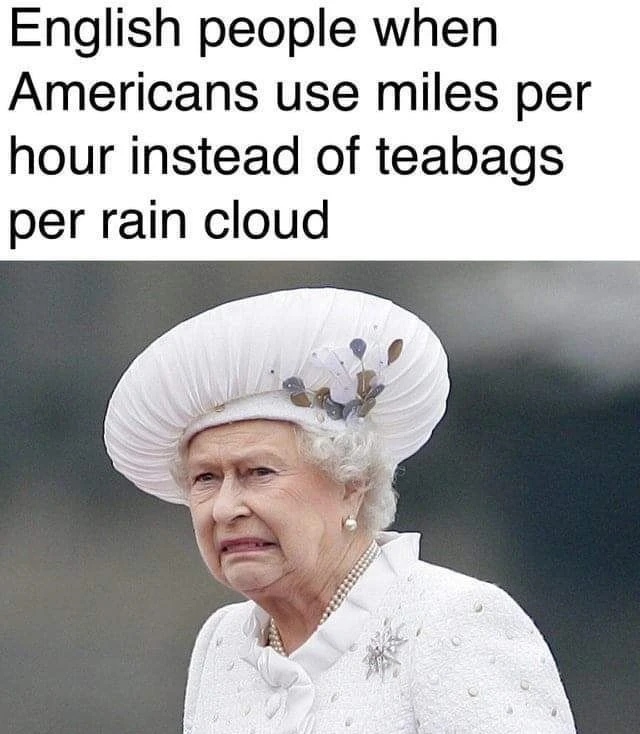 English people when
Americans use miles per
hour instead of teabags
per rain cloud